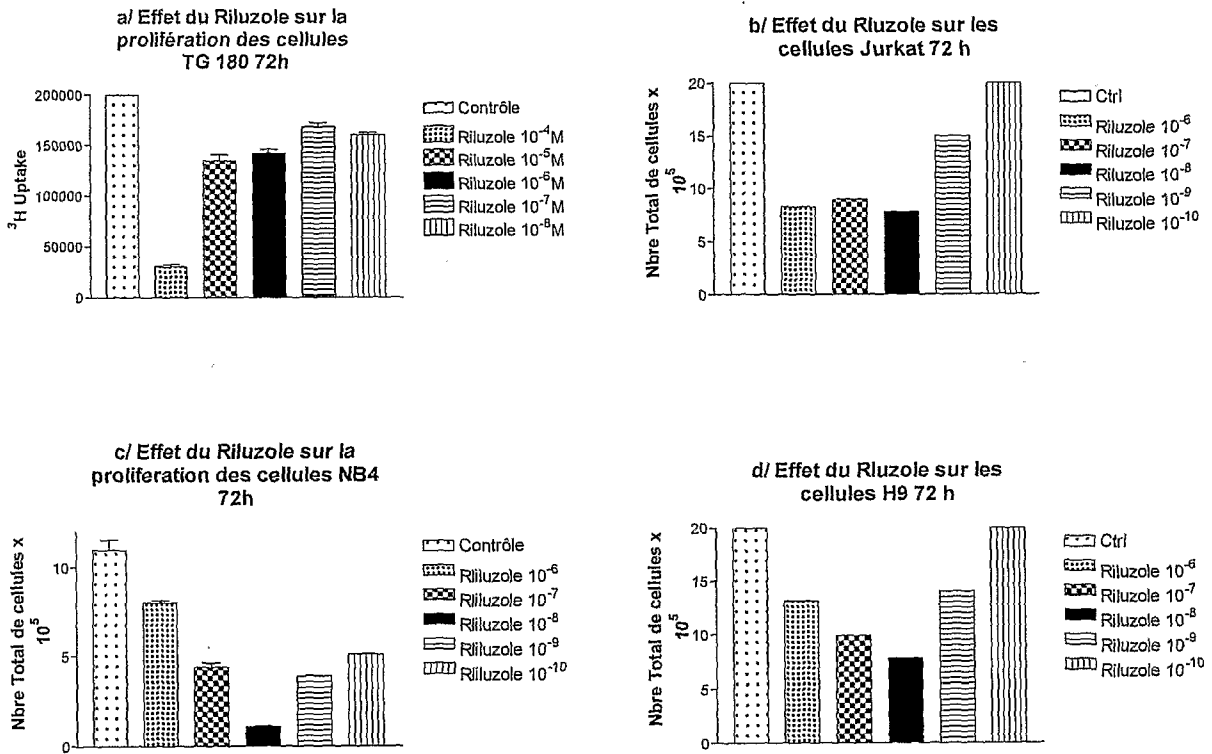 a/ Effet du Riluzole sur la
prolifération des cellules
TG 180 72h
200000
150000
100000
50000
0
³H Uptake
Contrôle
Riluzole 10⁻⁴M
Riluzole 10⁻⁵M
Riluzole 10⁻⁶M
Riluzole 10⁻⁷M
Riluzole 10⁻⁸M
b/ Effet du Rluzole sur les
cellules Jurkat 72 h
Nbre Total de cellules x
10⁵
20
15
10
5
0
Ctrl
Riluzole 10⁻⁶
Riluzole 10⁻⁷
Riluzole 10⁻⁸
Riluzole 10⁻⁹
Riluzole 10⁻¹⁰
c/ Effet du Riluzole sur la
proliferation des cellules NB4
72h
Nbre Total de cellules x
10⁵
10
5
0
Contrôle
Rliluzole 10⁻⁶
Rliluzole 10⁻⁷
Rliluzole 10⁻⁸
Rliluzole 10⁻⁹
Rliluzole 10⁻¹⁰
d/ Effet du Rluzole sur les
cellules H9 72 h
Nbre Total de cellules x
10⁵
20
15
10
5
0
Ctrl
Riluzole 10⁻⁶
Riluzole 10⁻⁷
Riluzole 10⁻⁸
Riluzole 10⁻⁹
Riluzole 10⁻¹⁰